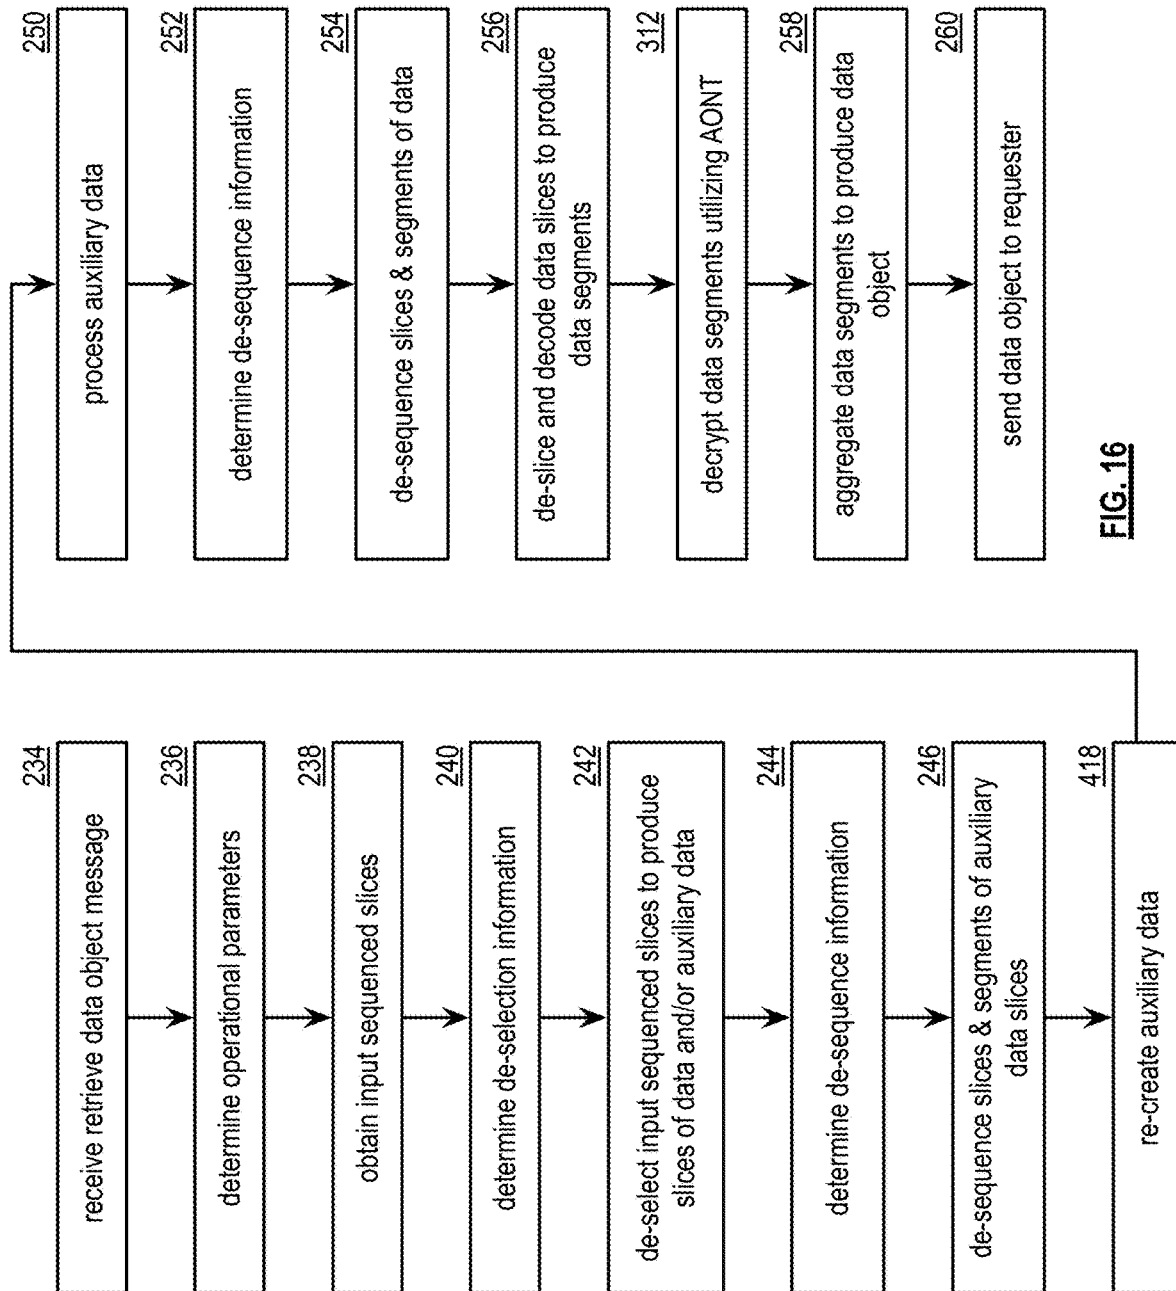 234
receive retrieve data object message
236
determine operational parameters
238
obtain input sequenced slices
240
determine de-selection information
242
de-select input sequenced slices to produce
slices of data and/or auxiliary data
244
determine de-sequence information
246
de-sequence slices & segments of auxiliary
data slices
418
re-create auxiliary data
250
process auxiliary data
252
determine de-sequence information
254
de-sequence slices & segments of data
256
de-slice and decode data slices to produce
data segments
312
decrypt data segments utilizing AONT
258
aggregate data segments to produce data
object
260
send data object to requester
FIG. 16